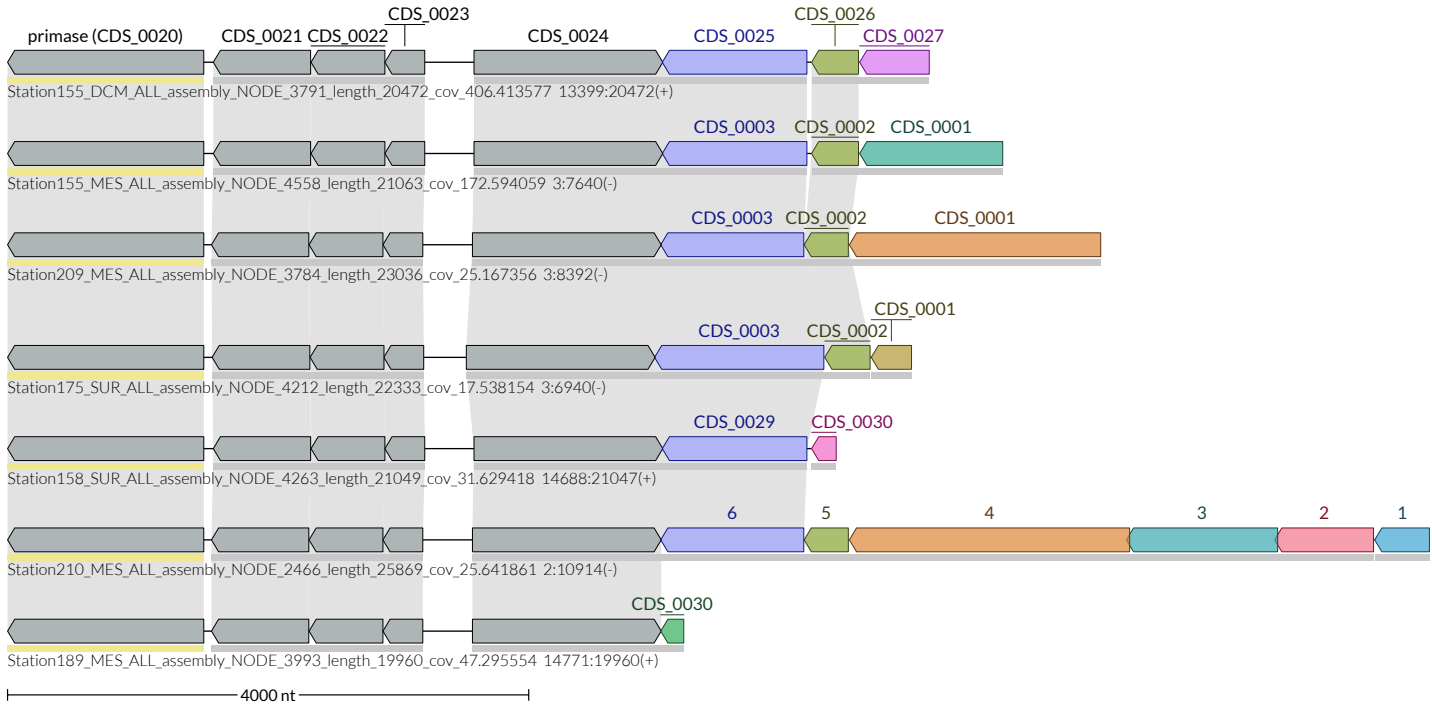 CDS_0023 CDS_0026
primase (CDS_0020) CDS_0021 CDS_0022 CDS_0024 CDS_0025 CDS_0027
Station155_DCM_ALL_assembly_NODE_3791_length_20472_cov_406.413577 13399:20472(+)
CDS_0003 CDS_0002 CDS_0001
Station155_MES_ALL_assembly_NODE_4558_length_21063_cov_172.594059 3:7640(-)
CDS_0003 CDS_0002 CDS_0001
Station209_MES_ALL_assembly_NODE_3784_length_23036_cov_25.167356 3:8392(-)
CDS_0001
CDS_0003 CDS_0002
Station175_SUR_ALL_assembly_NODE_4212_length_22333_cov_17.538154 3:6940(-)
CDS_0029 CDS_0030
Station158_SUR_ALL_assembly_NODE_4263_length_21049_cov_31.629418 14688:21047(+)
6 5 4 3 2 1
Station210_MES_ALL_assembly_NODE_2466_length_25869_cov_25.641861 2:10914(-)
CDS_0030
Station189_MES_ALL_assembly_NODE_3993_length_19960_cov_47.295554 14771:19960(+)
4000 nt